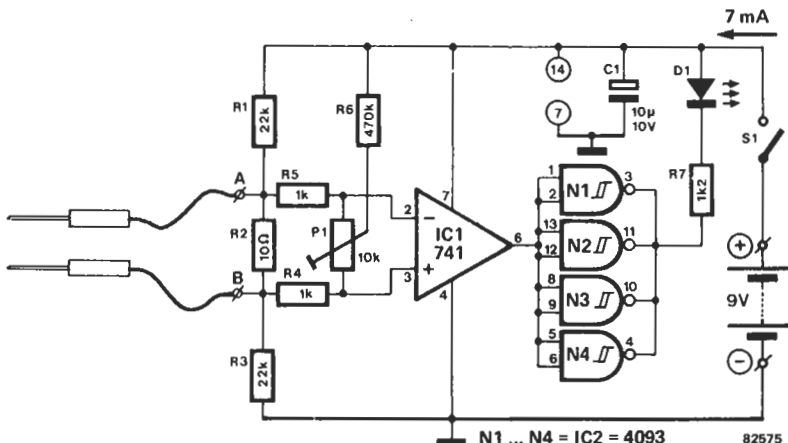 7 mA
R1
22k
R6
470k
14
7
C1
10µ
10V
D1
S1
A
R5
1k
R2
10Ω
P1
10k
B
R4
1k
R3
22k
2
−
7
IC1
741
3
+
4
6
1
2
N1
3
13
12
N2
11
8
9
N3
10
5
6
N4
4
R7
1k2
+
9V
−
N1 ... N4 = IC2 = 4093
82575